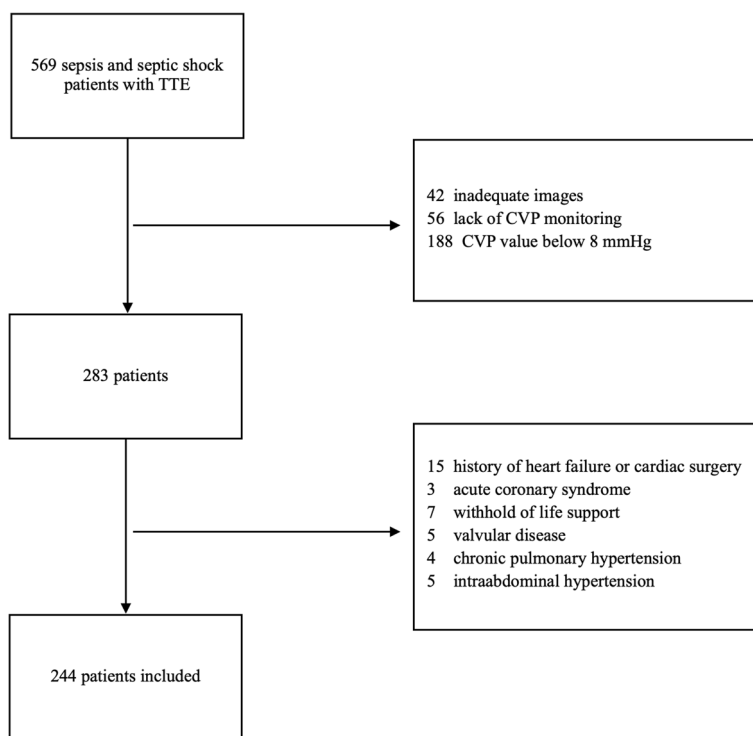 569 sepsis and septic shock
patients with TTE
42 inadequate images
56 lack of CVP monitoring
188 CVP value below 8 mmHg
283 patients
15 history of heart failure or cardiac surgery
3 acute coronary syndrome
7 withhold of life support
5 valvular disease
4 chronic pulmonary hypertension
5 intraabdominal hypertension
244 patients included